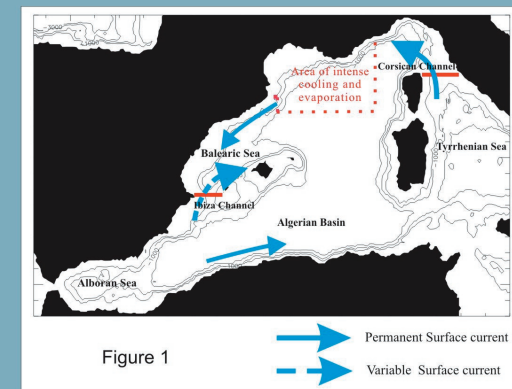 Area of intense
cooling and
evaporation
Corsican Channel
Balearic Sea
Tyrrhenian Sea
Ibiza Channel
Algerian Basin
Alboran Sea
Figure 1
Permanent Surface current
Variable Surface current